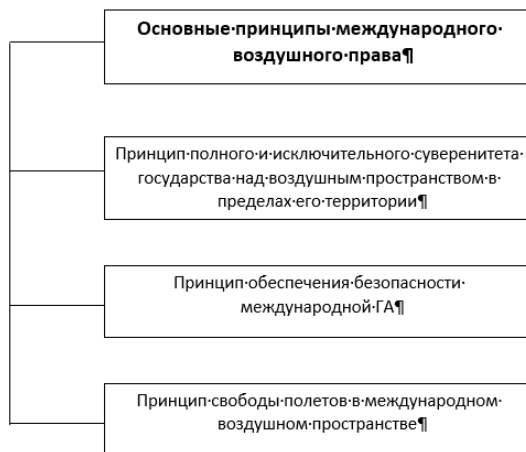 Основные·принципы·международного·
воздушного·права¶
Принцип·полного·и·исключительного·суверенитета·
государства·над·воздушным·пространством·в·
пределах·его·территории¶
Принцип·обеспечения·безопасности·
международной·ГА¶
Принцип·свободы·полетов·в·международном·
воздушном·пространстве¶